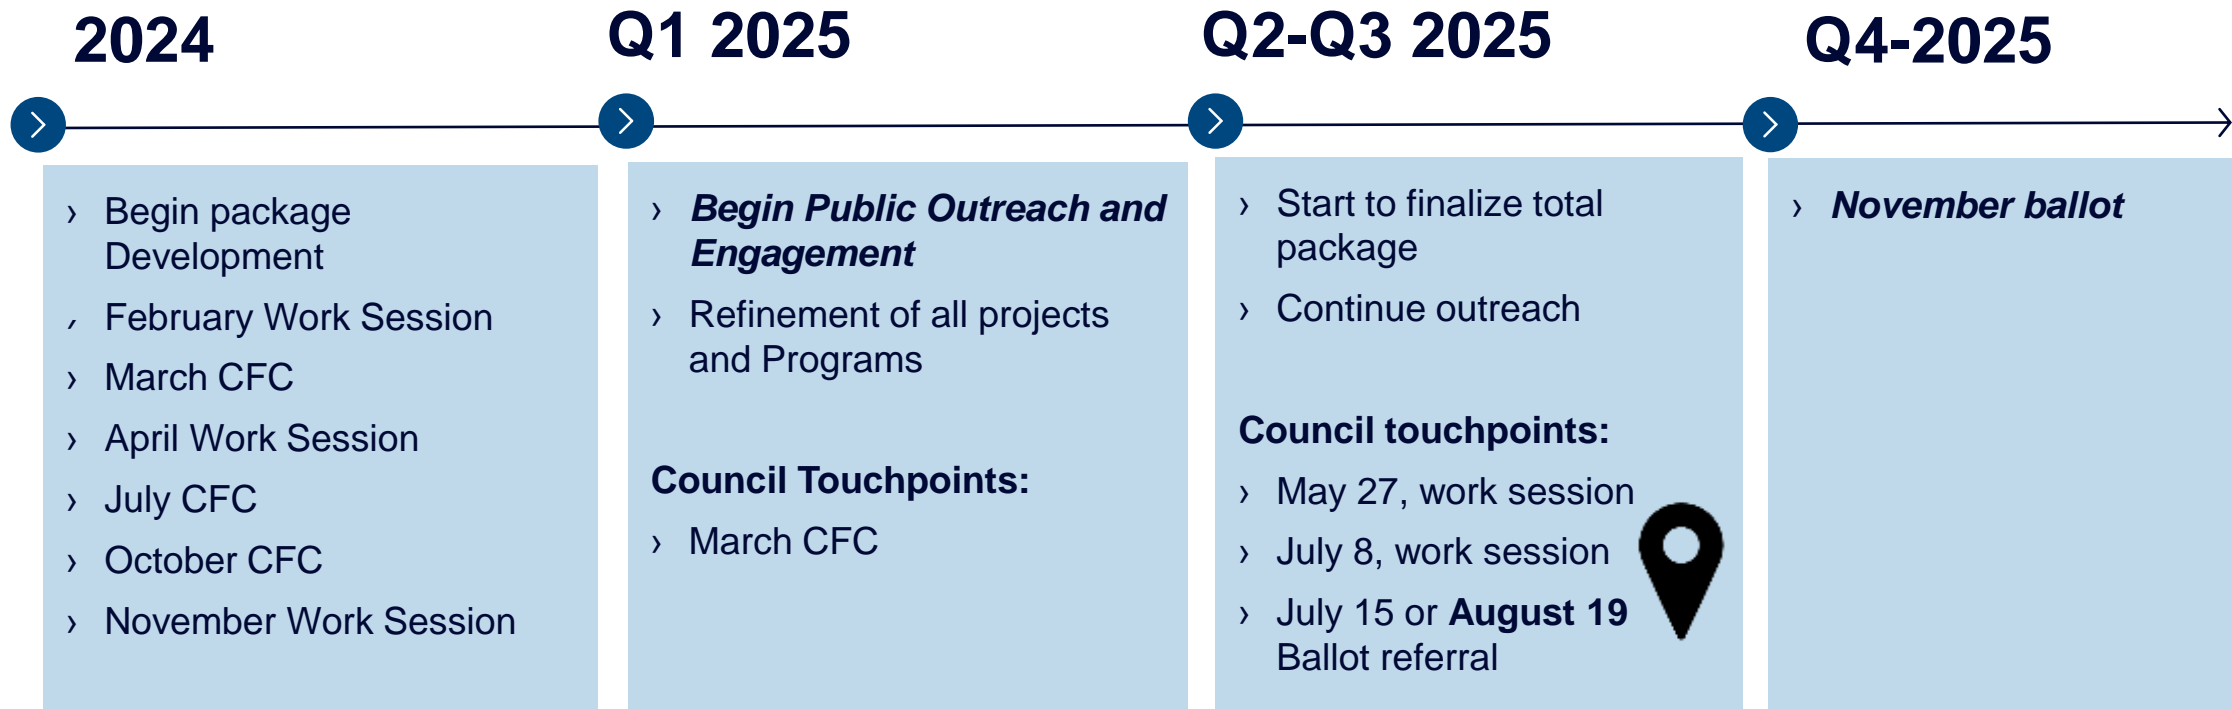 2024
› Begin package
Development
› February Work Session
› March CFC
› April Work Session
› July CFC
› October CFC
› November Work Session
Q1 2025
› Begin Public Outreach and
Engagement
› Refinement of all projects
and Programs
Council Touchpoints:
› March CFC
Q2-Q3 2025
› Start to finalize total
package
› Continue outreach
Council touchpoints:
› May 27, work session
› July 8, work session
› July 15 or August 19
Ballot referral
Q4-2025
› November ballot